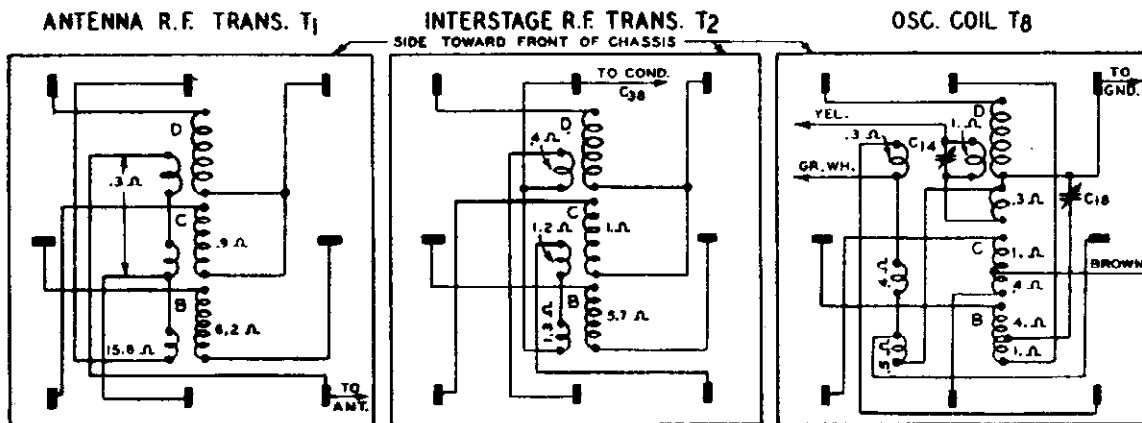 ANTENNA R.F. TRANS. T1
INTERSTAGE R.F. TRANS. T2
OSC. COIL T8
SIDE TOWARD FRONT OF CHASSIS
D
.3 Ω
C
.9 Ω
B
6.2 Ω
15.8 Ω
TO
ANT.
TO COND.
C38
D
.4 Ω
C
1.2 Ω
1 Ω
B
5.7 Ω
1.3 Ω
TO
GND.
D
YEL.
.3 Ω
C14
1. Ω
GR. WH.
C18
.3 Ω
C
1. Ω
BROWN
.4 Ω
.4 Ω
B
4. Ω
1. Ω
.5 Ω